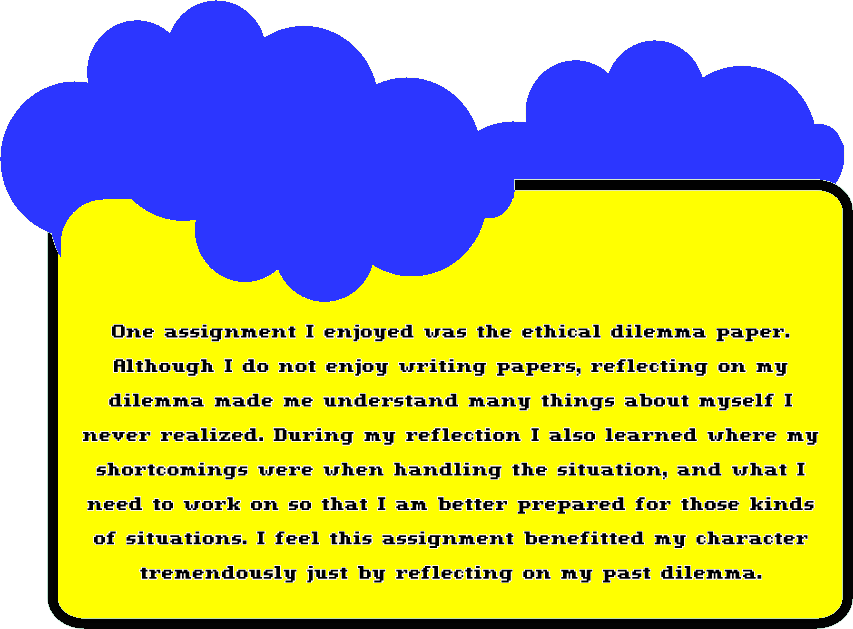 One assignment I enjoyed was the ethical dilemma paper.
Although I do not enjoy writing papers, reflecting on my
dilemma made me understand many things about myself I
never realized. During my reflection I also learned where my
shortcomings were when handling the situation, and what I
need to work on so that I am better prepared for those kinds
of situations. I feel this assignment benefitted my character
tremendously just by reflecting on my past dilemma.